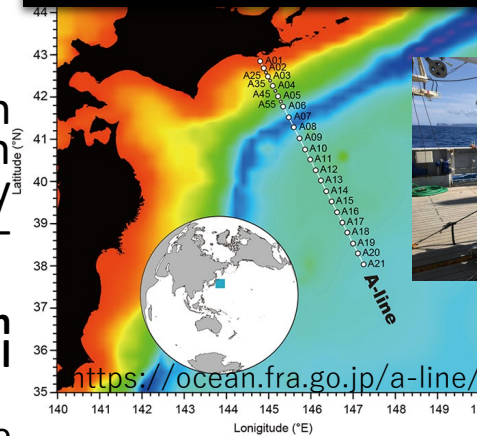 44
43
42
41
40
39
38
37
36
35
Latitude (°N)
A01
A02
A25 A03
A35 A04
A45 A05
A55 A06
A07
A08
A09
A10
A11
A12
A13
A14
A15
A16
A17
A18
A19
A20
A21
A-line
https://ocean.fra.go.jp/a-line/
140 141 142 143 144 145 146 147 148 149
Lonigitude (°E)